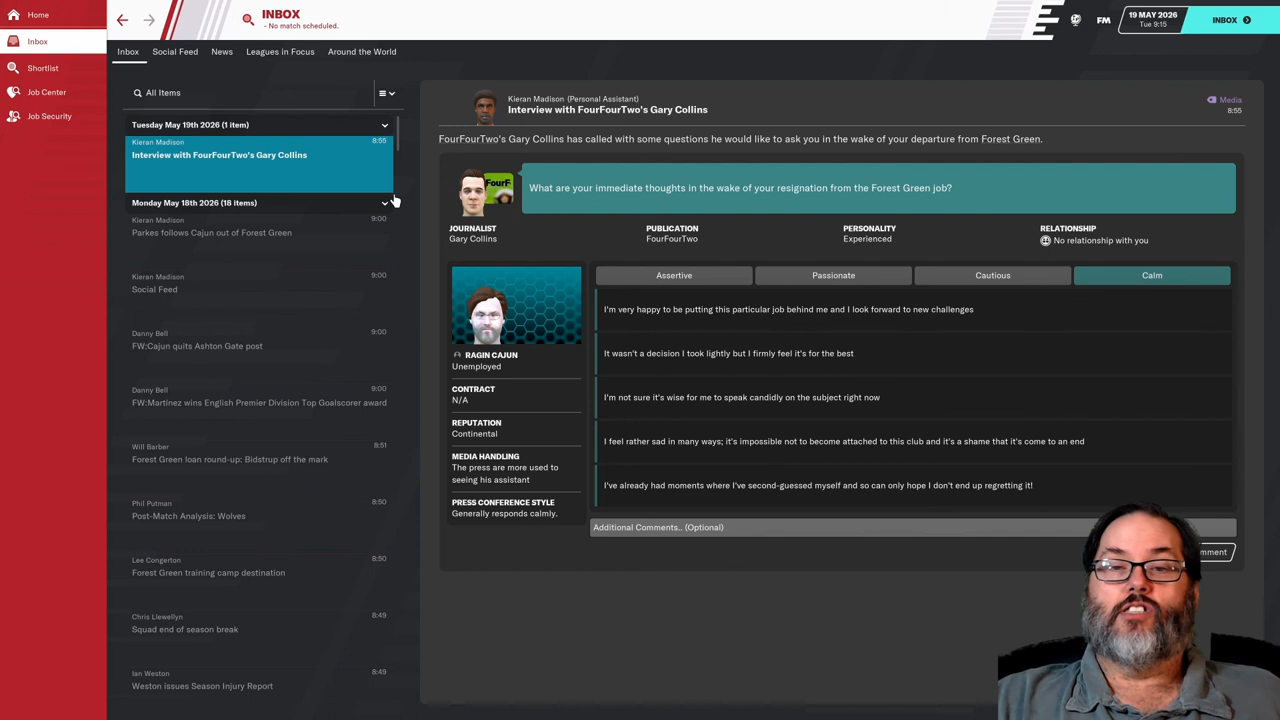 Home
Inbox
Shortlist
Job Center
Job Security
INBOX
- No match scheduled.
FM
19 MAY 2026
Tue 9:15
INBOX
Inbox
Social Feed
News
Leagues in Focus
Around the World
All Items
Tuesday May 19th 2026 (1 item)
Kieran Madison
8:55
Interview with FourFourTwo's Gary Collins
Monday May 18th 2026 (18 items)
Kieran Madison
9:00
Parkes follows Cajun out of Forest Green
Kieran Madison
9:00
Social Feed
Danny Bell
9:00
FW:Cajun quits Ashton Gate post
Danny Bell
9:00
FW:Martínez wins English Premier Division Top Goalscorer award
Will Barber
8:51
Forest Green loan round-up: Bidstrup off the mark
Phil Putman
8:50
Post-Match Analysis: Wolves
Lee Congerton
8:50
Forest Green training camp destination
Chris Llewellyn
8:49
Squad end of season break
Ian Weston
8:49
Weston issues Season Injury Report
Kieran Madison (Personal Assistant)
Interview with FourFourTwo's Gary Collins
Media
8:55
FourFourTwo's Gary Collins has called with some questions he would like to ask you in the wake of your departure from Forest Green.
FourF
What are your immediate thoughts in the wake of your resignation from the Forest Green job?
JOURNALIST
Gary Collins
PUBLICATION
FourFourTwo
PERSONALITY
Experienced
RELATIONSHIP
No relationship with you
RAGIN CAJUN
Unemployed
CONTRACT
N/A
REPUTATION
Continental
MEDIA HANDLING
The press are more used to
seeing his assistant
PRESS CONFERENCE STYLE
Generally responds calmly.
Assertive
Passionate
Cautious
Calm
I'm very happy to be putting this particular job behind me and I look forward to new challenges
It wasn't a decision I took lightly but I firmly feel it's for the best
I'm not sure it's wise for me to speak candidly on the subject right now
I feel rather sad in many ways; it's impossible not to become attached to this club and it's a shame that it's come to an end
I've already had moments where I've second-guessed myself and so can only hope I don't end up regretting it!
Additional Comments.. (Optional)
mment